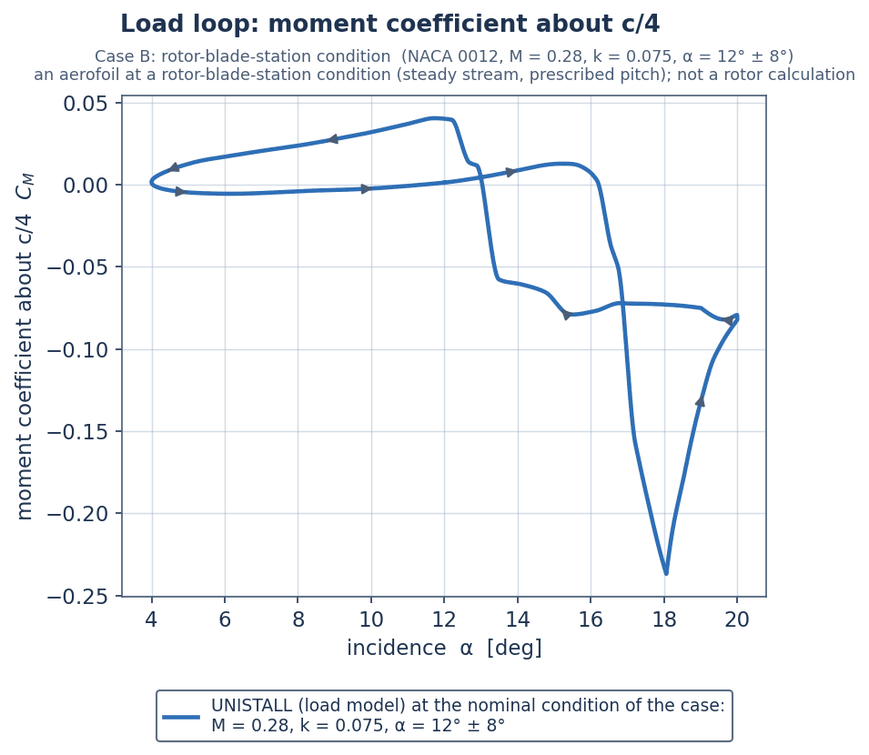 Load loop: moment coefficient about c/4
Case B: rotor-blade-station condition (NACA 0012, M = 0.28, k = 0.075, α = 12° ± 8°)
an aerofoil at a rotor-blade-station condition (steady stream, prescribed pitch); not a rotor calculation
moment coefficient about c/4 C_M
0.05
0.00
−0.05
−0.10
−0.15
−0.20
−0.25
4 6 8 10 12 14 16 18 20
incidence α [deg]
UNISTALL (load model) at the nominal condition of the case:
M = 0.28, k = 0.075, α = 12° ± 8°